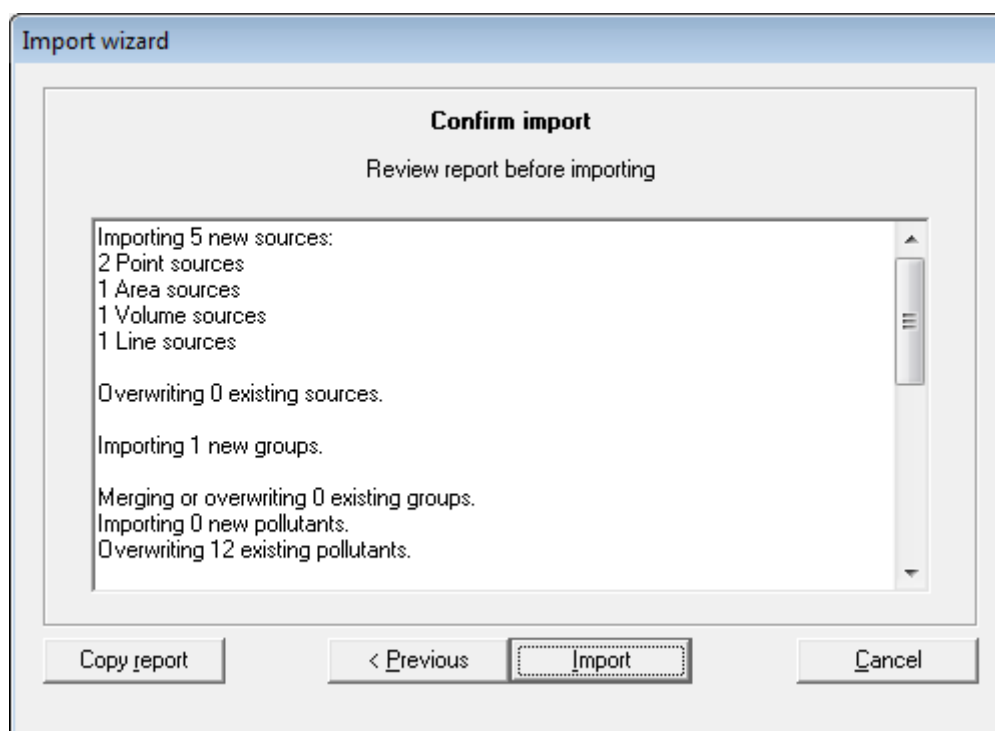 Import wizard
Confirm import
Review report before importing
Importing 5 new sources:
2 Point sources
1 Area sources
1 Volume sources
1 Line sources
Overwriting 0 existing sources.
Importing 1 new groups.
Merging or overwriting 0 existing groups.
Importing 0 new pollutants.
Overwriting 12 existing pollutants.
Copy report
< Previous
Import
Cancel